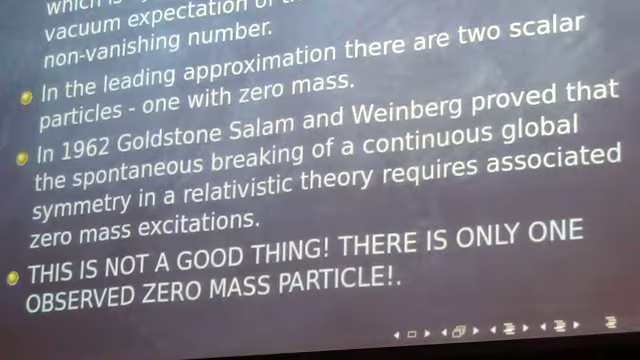 vacuum expectation of
non-vanishing number.
In the leading approximation there are two scalar
particles - one with zero mass.
In 1962 Goldstone Salam and Weinberg proved that
the spontaneous breaking of a continuous global
symmetry in a relativistic theory requires associated
zero mass excitations.
THIS IS NOT A GOOD THING! THERE IS ONLY ONE
OBSERVED ZERO MASS PARTICLE!.